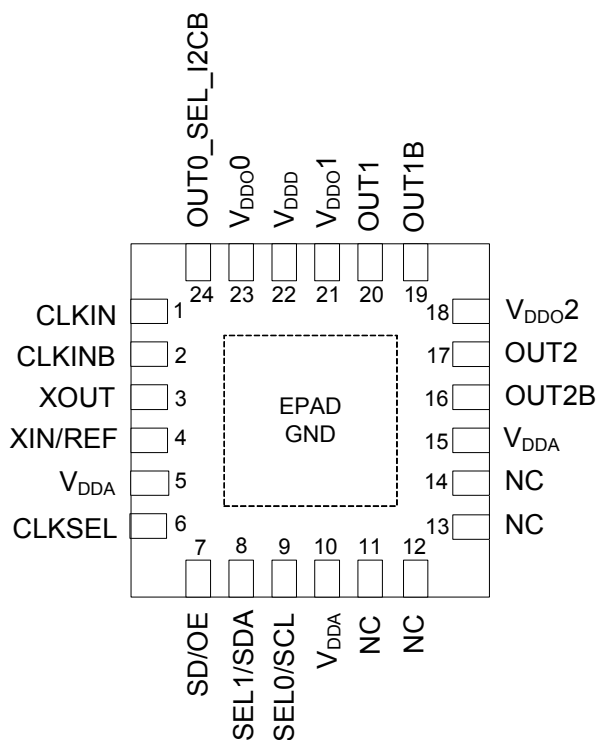 OUT0_SEL_I2CB
VDDO0
VDDD
VDDO1
OUT1
OUT1B
24
23
22
21
20
19
CLKIN 1
CLKINB 2
XOUT 3
XIN/REF 4
VDDA 5
CLKSEL 6
EPAD
GND
18 VDDO2
17 OUT2
16 OUT2B
15 VDDA
14 NC
13 NC
7
8
9
10
11
12
SD/OE
SEL1/SDA
SEL0/SCL
VDDA
NC
NC